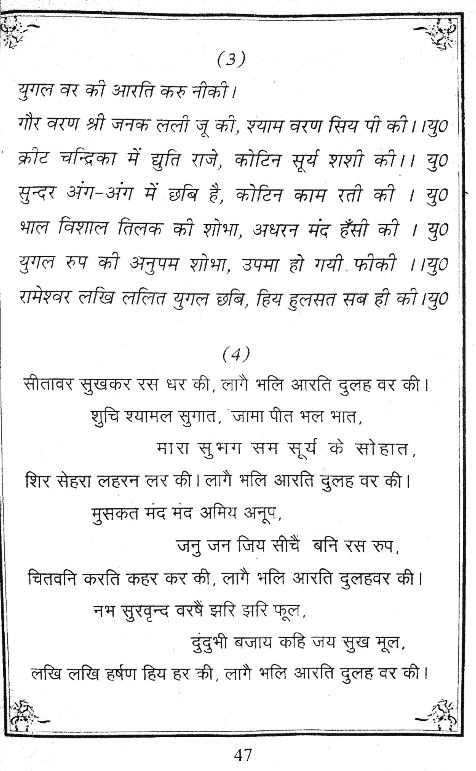 (3)
युगल वर की आरति करु नीकी।
गौर वरण श्री जनक लली जू की, श्याम वरण सिय पी की।।यु0
क्रीट चन्द्रिका में द्युति राजे, कोटिन सूर्य शशी की।। यु0
सुन्दर अंग-अंग में छबि है, कोटिन काम रती की । यु0
भाल विशाल तिलक की शोभा, अधरन मंद हँसी की । यु0
युगल रुप की अनुपम शोभा, उपमा हो गयी फीकी ।।यु0
रामेश्वर लखि ललित युगल छबि, हिय हुलसत सब ही की।यु0
(4)
सीतावर सुखकर रस धर की, लागै भलि आरति दुलह वर की।
शुचि श्यामल सुगात, जामा पीत भल भात,
मारा सुभग सम सूर्य के सोहात,
शिर सेहरा लहरन लर की। लागै भलि आरति दुलह वर की।
मुसकत मंद मंद अमिय अनूप,
जनु जन जिय सीचैं बनि रस रुप,
चितवनि करति कहर कर की, लागै भलि आरति दुलहवर की।
नभ सुरवृन्द वरषैं झरि झरि फूल,
दुंदुभी बजाय कहि जय सुख मूल,
लखि लखि हर्षण हिय हर की, लागै भलि आरति दुलह वर की।
47